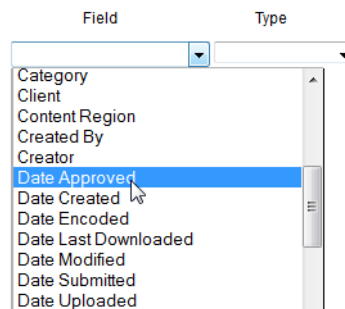 Field Type
Category
Client
Content Region
Created By
Creator
Date Approved
Date Created
Date Encoded
Date Last Downloaded
Date Modified
Date Submitted
Date Uploaded